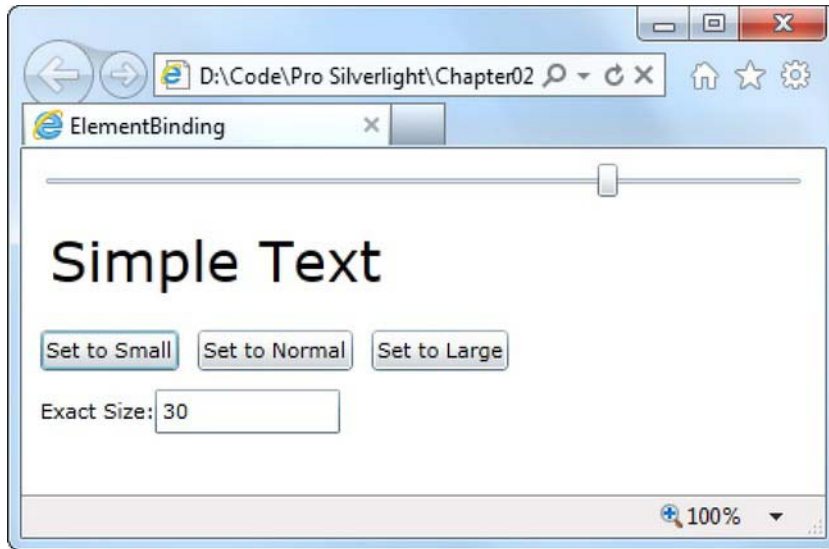 D:\Code\Pro Silverlight\Chapter02
ElementBinding
Simple Text
Set to Small Set to Normal Set to Large
Exact Size: 30
100%